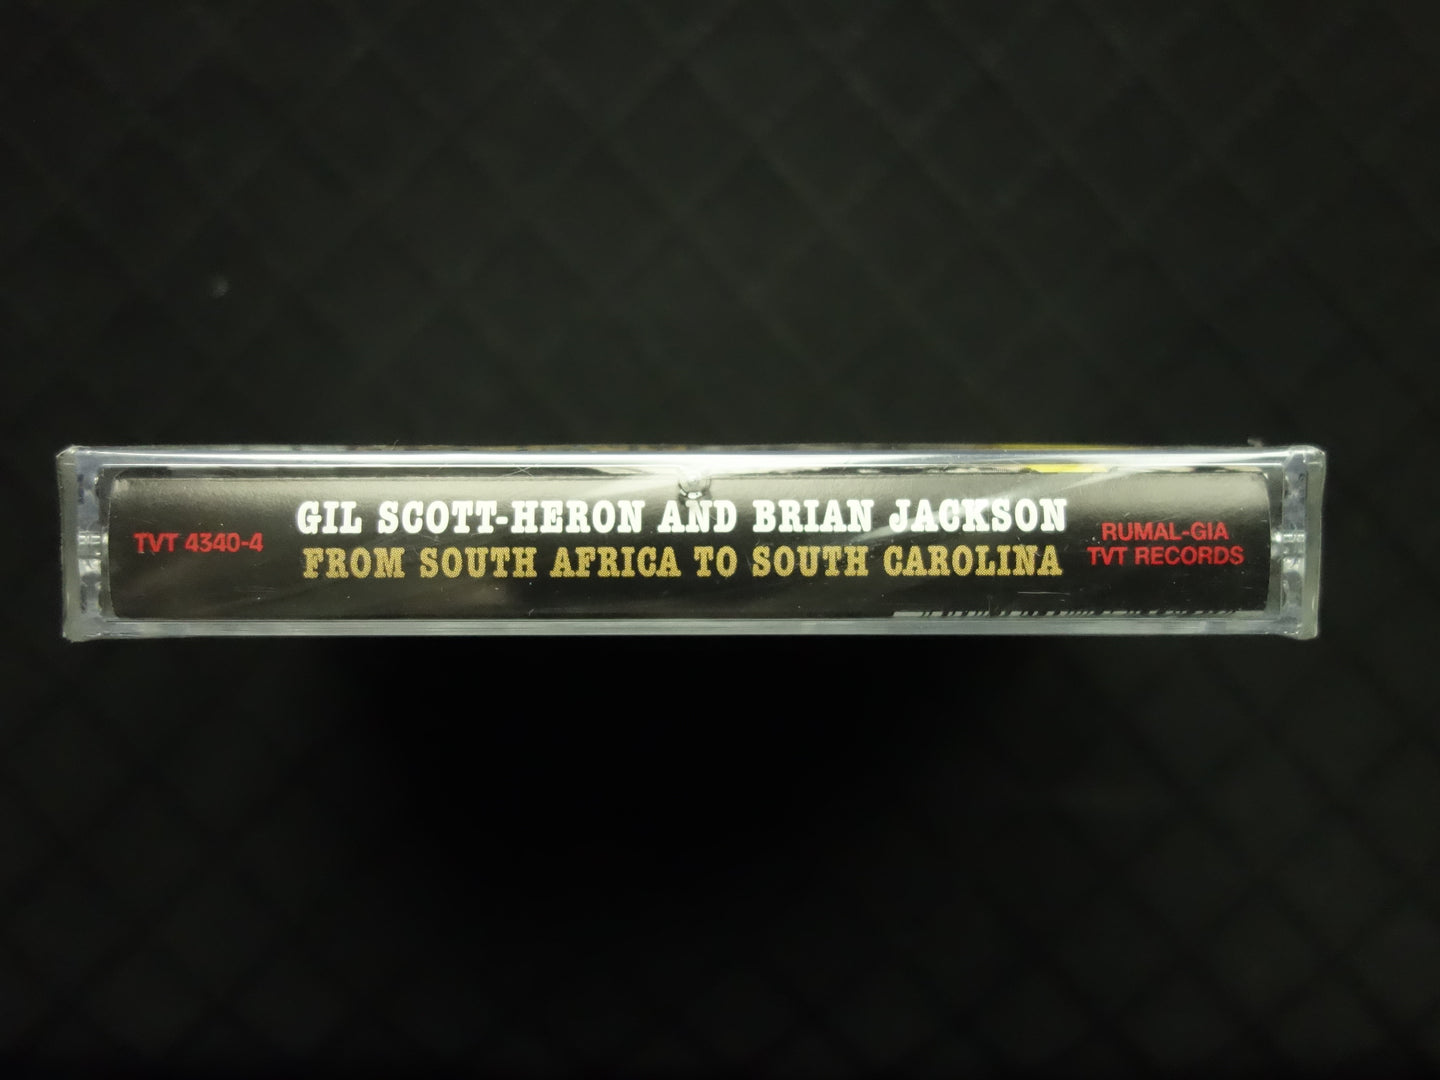 TVT 4340-4
GIL SCOTT-HERON AND BRIAN JACKSON
FROM SOUTH AFRICA TO SOUTH CAROLINA
RUMAL-GIA
TVT RECORDS